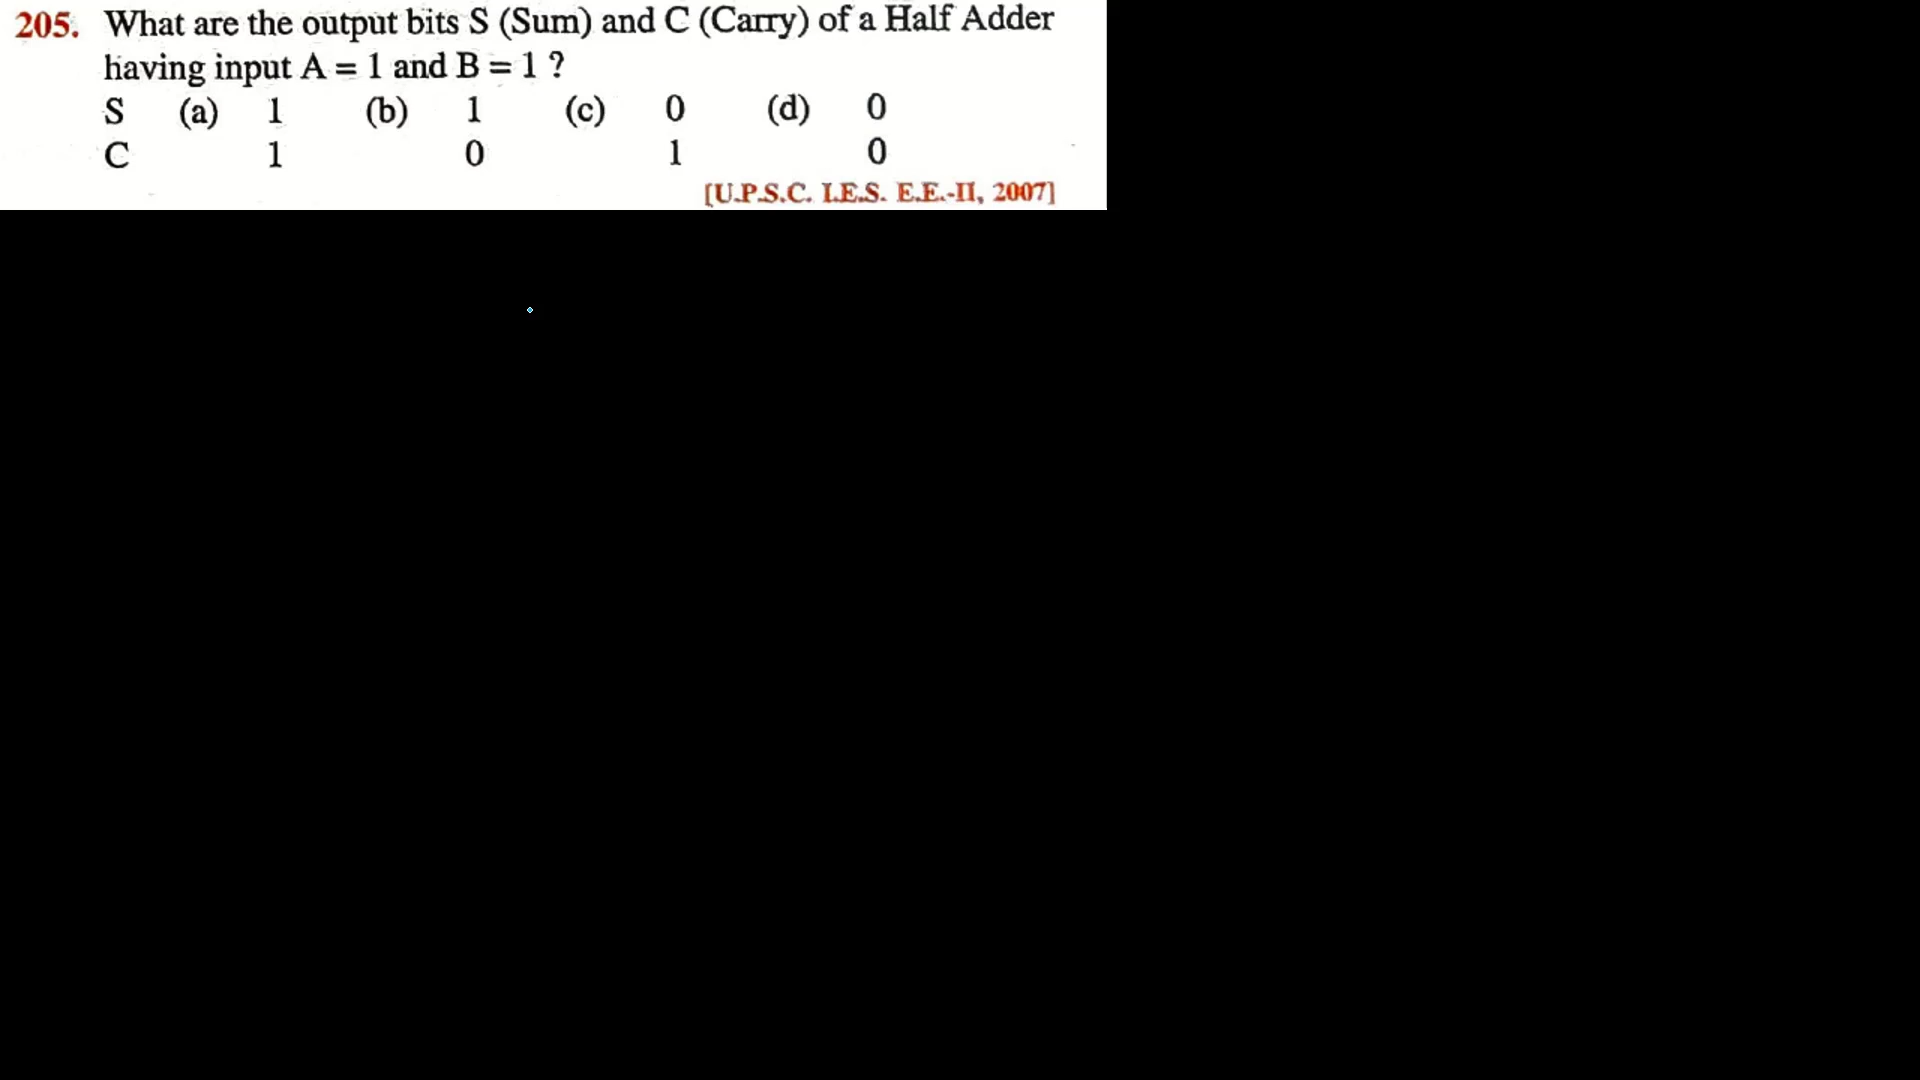 205. What are the output bits S (Sum) and C (Carry) of a Half Adder
having input A = 1 and B = 1 ?
S (a) 1 (b) 1 (c) 0 (d) 0
C 1 0 1 0
[U.P.S.C. I.E.S. E.E.-II, 2007]